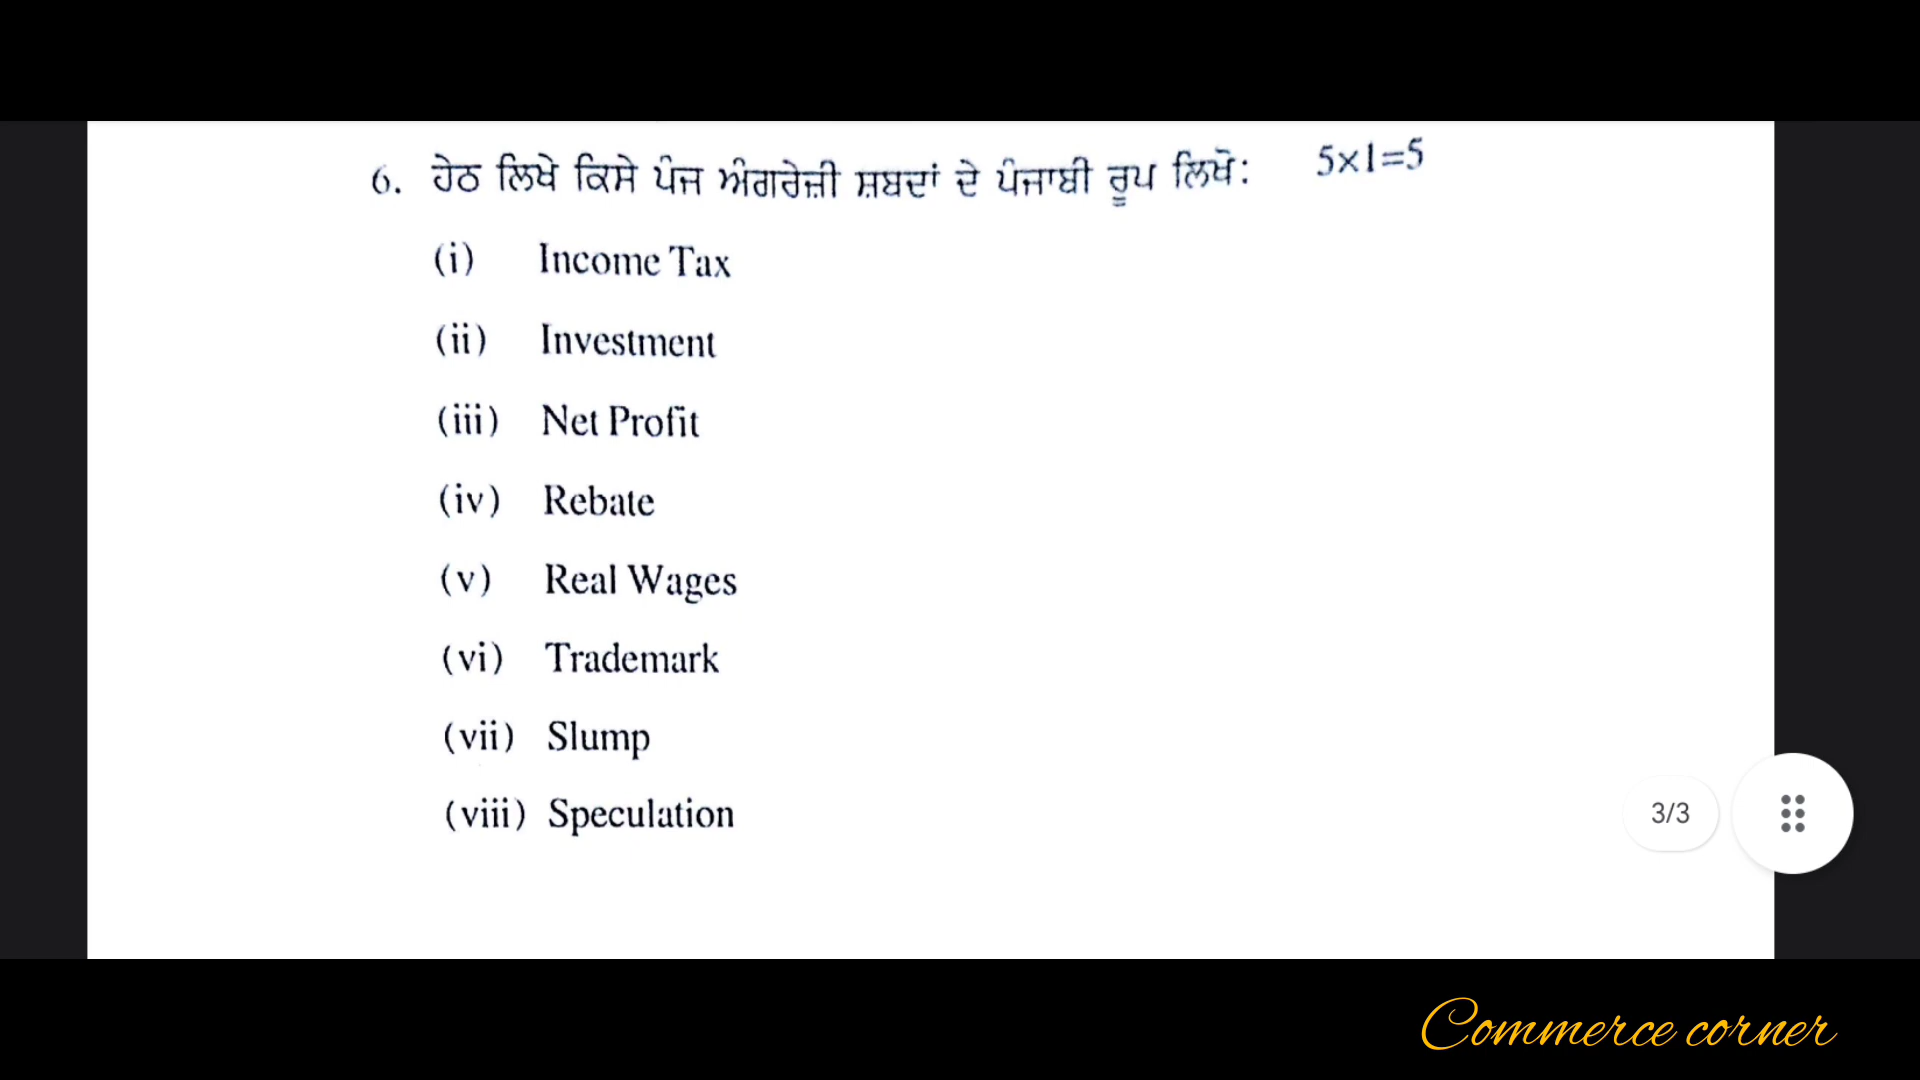 6. ਹੇਠ ਲਿਖੇ ਕਿਸੇ ਪੰਜ ਅੰਗਰੇਜ਼ੀ ਸ਼ਬਦਾਂ ਦੇ ਪੰਜਾਬੀ ਰੂਪ ਲਿਖੋ: 5×1=5
(i) Income Tax
(ii) Investment
(iii) Net Profit
(iv) Rebate
(v) Real Wages
(vi) Trademark
(vii) Slump
(viii) Speculation
3/3
Commerce corner